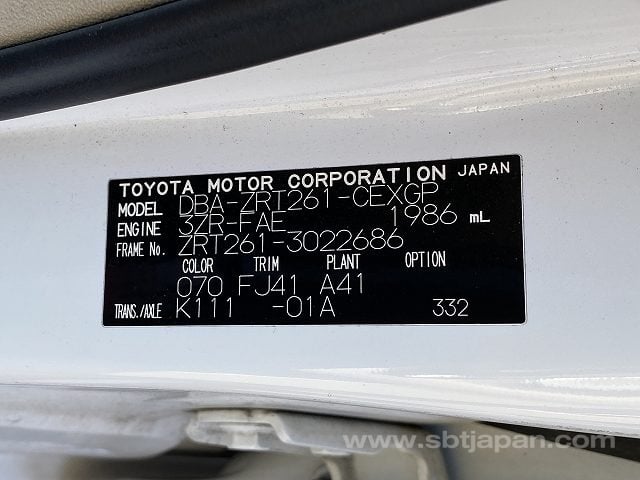 TOYOTA MOTOR CORPORATION JAPAN
MODEL DBA-ZRT261-CEXGP
ENGINE 3ZR-FAE 1986 mL
FRAME No. ZRT261-3022686
COLOR TRIM PLANT OPTION
070 FJ41 A41
TRANS./AXLE K111 -01A 332
www.sbtjapan.com